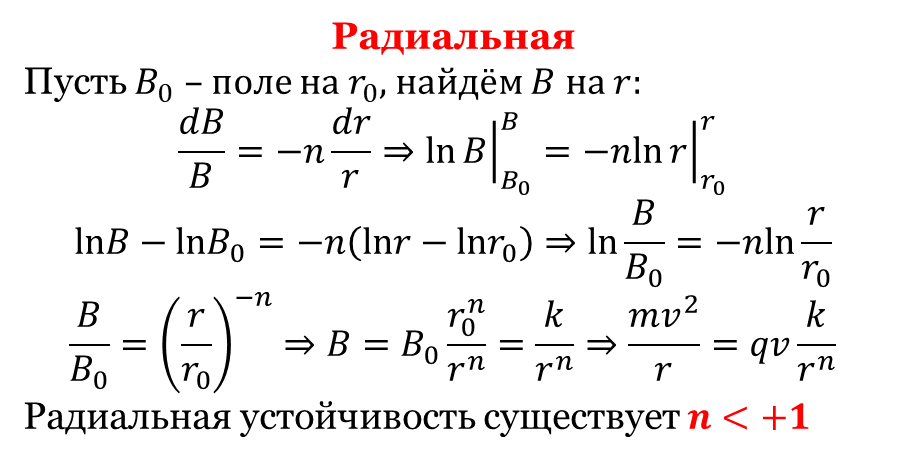 Радиальная
Пусть $B_0$ – поле на $r_0$, найдём $B$ на $r$:
$\frac{dB}{B} = -n\frac{dr}{r} \Rightarrow \ln B\Big|_{B_0}^{B} = -n\ln r\Big|_{r_0}^{r}$
$\ln B - \ln B_0 = -n(\ln r - \ln r_0) \Rightarrow \ln\frac{B}{B_0} = -n\ln\frac{r}{r_0}$
$\frac{B}{B_0} = \left(\frac{r}{r_0}\right)^{-n} \Rightarrow B = B_0\frac{r_0^n}{r^n} = \frac{k}{r^n} \Rightarrow \frac{mv^2}{r} = qv\frac{k}{r^n}$
Радиальная устойчивость существует $n < +1$